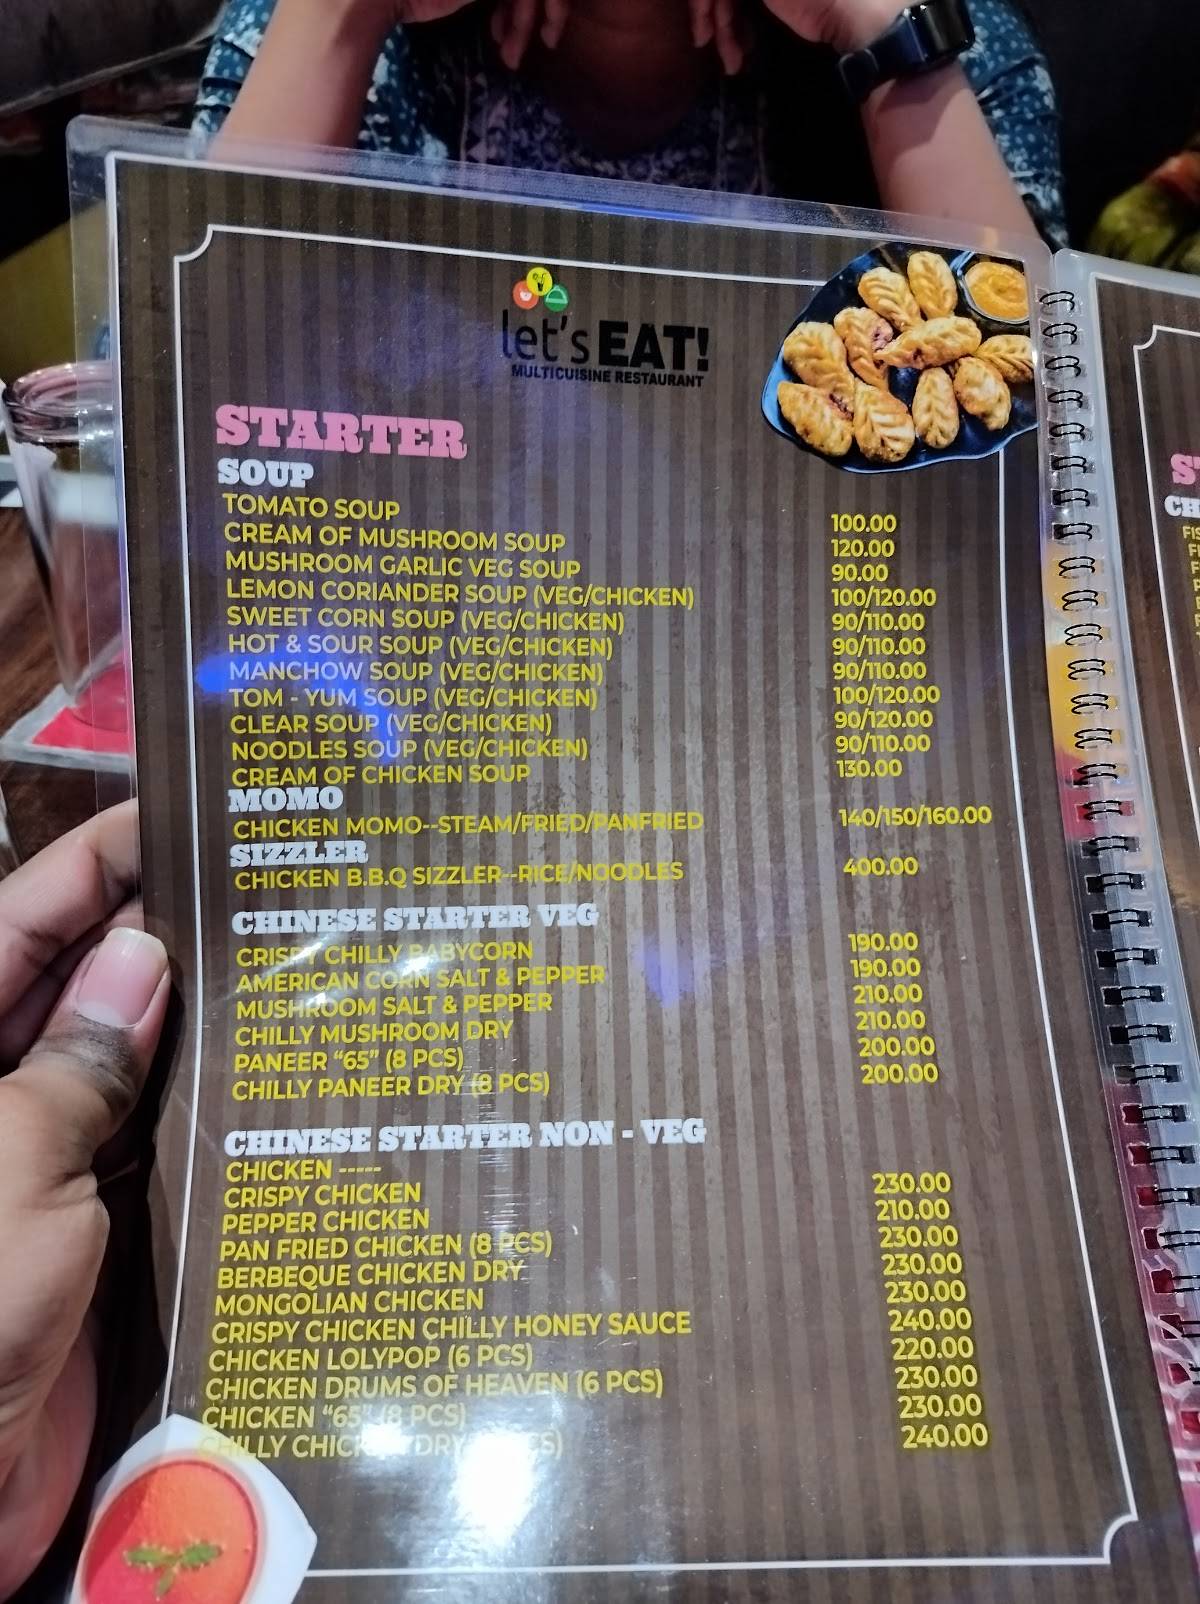 let's EAT!
MULTICUISINE RESTAURANT
STARTER
SOUP
TOMATO SOUP 100.00
CREAM OF MUSHROOM SOUP 120.00
MUSHROOM GARLIC VEG SOUP 90.00
LEMON CORIANDER SOUP (VEG/CHICKEN) 100/120.00
SWEET CORN SOUP (VEG/CHICKEN) 90/110.00
HOT & SOUR SOUP (VEG/CHICKEN) 90/110.00
MANCHOW SOUP (VEG/CHICKEN) 90/110.00
TOM - YUM SOUP (VEG/CHICKEN) 100/120.00
CLEAR SOUP (VEG/CHICKEN) 90/120.00
NOODLES SOUP (VEG/CHICKEN) 90/110.00
CREAM OF CHICKEN SOUP 130.00
MOMO
CHICKEN MOMO--STEAM/FRIED/PANFRIED 140/150/160.00
SIZZLER
CHICKEN B.B.Q SIZZLER--RICE/NOODLES 400.00
CHINESE STARTER VEG
CRISPY CHILLY BABYCORN 190.00
AMERICAN CORN SALT & PEPPER 190.00
MUSHROOM SALT & PEPPER 210.00
CHILLY MUSHROOM DRY 210.00
PANEER “65” (8 PCS) 200.00
CHILLY PANEER DRY (8 PCS) 200.00
CHINESE STARTER NON - VEG
CHICKEN -----
CRISPY CHICKEN 230.00
PEPPER CHICKEN 210.00
PAN FRIED CHICKEN (8 PCS) 230.00
BERBEQUE CHICKEN DRY 230.00
MONGOLIAN CHICKEN 230.00
CRISPY CHICKEN CHILLY HONEY SAUCE 240.00
CHICKEN LOLYPOP (6 PCS) 220.00
CHICKEN DRUMS OF HEAVEN (6 PCS) 230.00
CHICKEN “65” (8 PCS) 230.00
CHILLY CHICKEN DRY 240.00